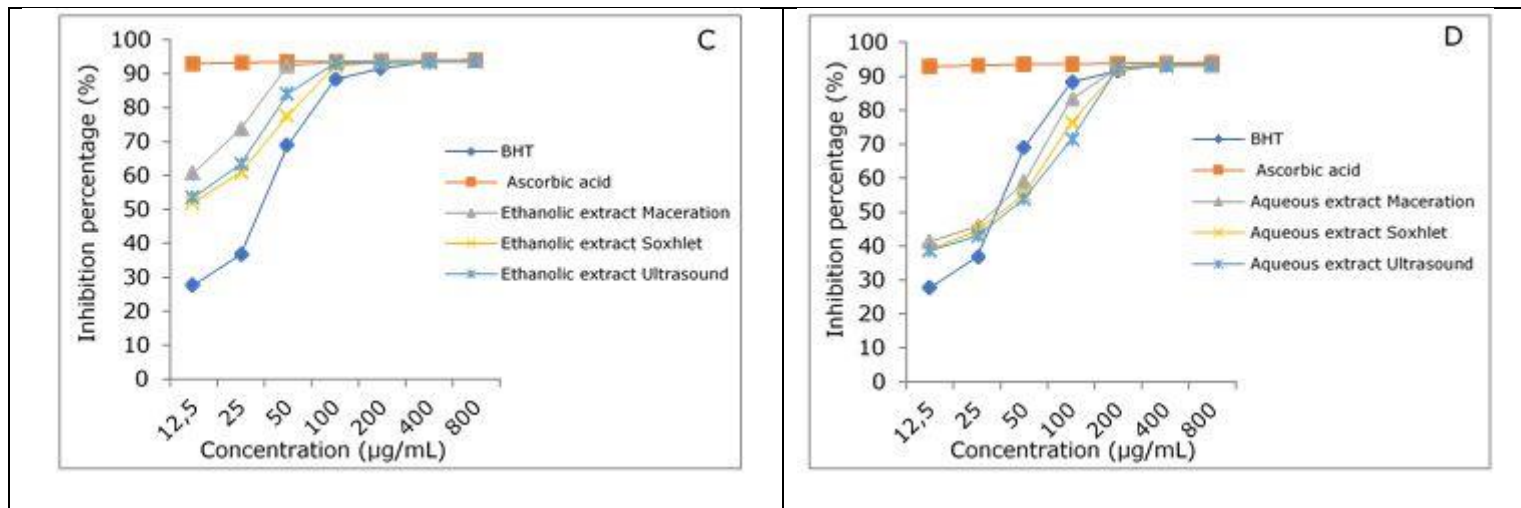 C
Inhibition percentage (%)
100
90
80
70
60
50
40
30
20
10
0
12,5
25
50
100
200
400
800
Concentration (µg/mL)
BHT
Ascorbic acid
Ethanolic extract Maceration
Ethanolic extract Soxhlet
Ethanolic extract Ultrasound
D
Inhibition percentage (%)
100
90
80
70
60
50
40
30
20
10
0
12,5
25
50
100
200
400
800
Concentration (µg/mL)
BHT
Ascorbic acid
Aqueous extract Maceration
Aqueous extract Soxhlet
Aqueous extract Ultrasound